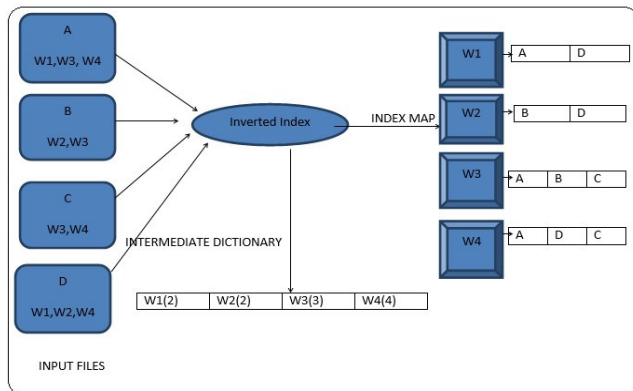 A
W1,W3, W4
B
W2,W3
C
W3,W4
D
W1,W2,W4
INPUT FILES
Inverted Index
INTERMEDIATE DICTIONARY
W1(2) W2(2) W3(3) W4(4)
INDEX MAP
W1 A D
W2 B D
W3 A B C
W4 A D C